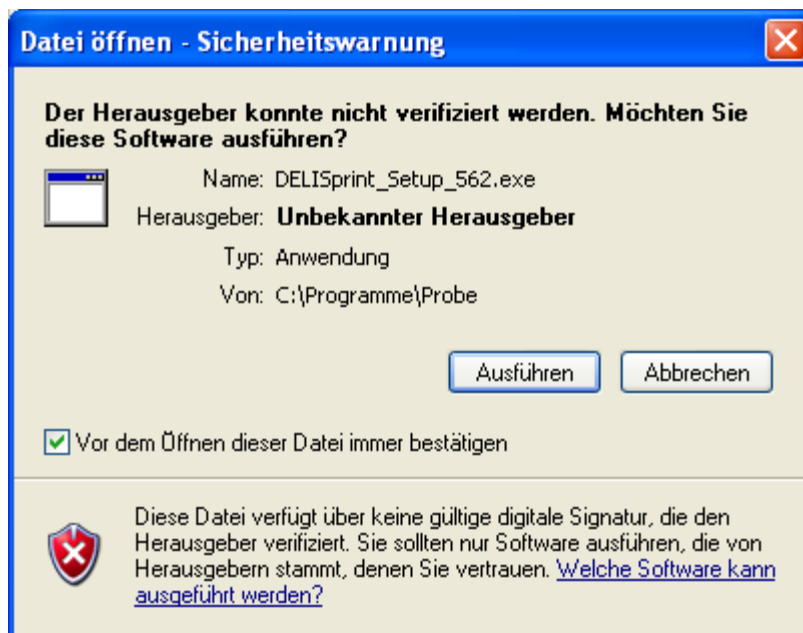 Datei öffnen - Sicherheitswarnung
Der Herausgeber konnte nicht verifiziert werden. Möchten Sie
diese Software ausführen?
Name: DELISprint_Setup_562.exe
Herausgeber: Unbekannter Herausgeber
Typ: Anwendung
Von: C:\Programme\Probe
Ausführen Abbrechen
Vor dem Öffnen dieser Datei immer bestätigen
Diese Datei verfügt über keine gültige digitale Signatur, die den
Herausgeber verifiziert. Sie sollten nur Software ausführen, die von
Herausgebern stammt, denen Sie vertrauen. Welche Software kann
ausgeführt werden?